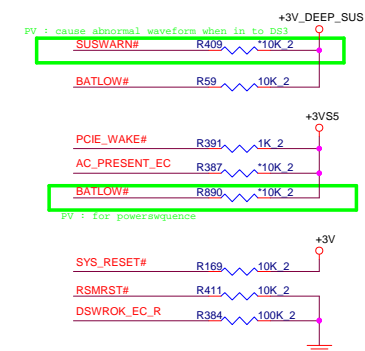 +3V_DEEP_SUS
PV : cause abnormal waveform when in to DS3
SUSWARN# R409 *10K_2
BATLOW# R59 10K_2
+3VS5
PCIE_WAKE# R391 1K_2
AC_PRESENT_EC R387 *10K_2
BATLOW# R890 *10K_2
PV : for powerswquence
+3V
SYS_RESET# R169 10K_2
RSMRST# R411 10K_2
DSWROK_EC_R R384 100K_2